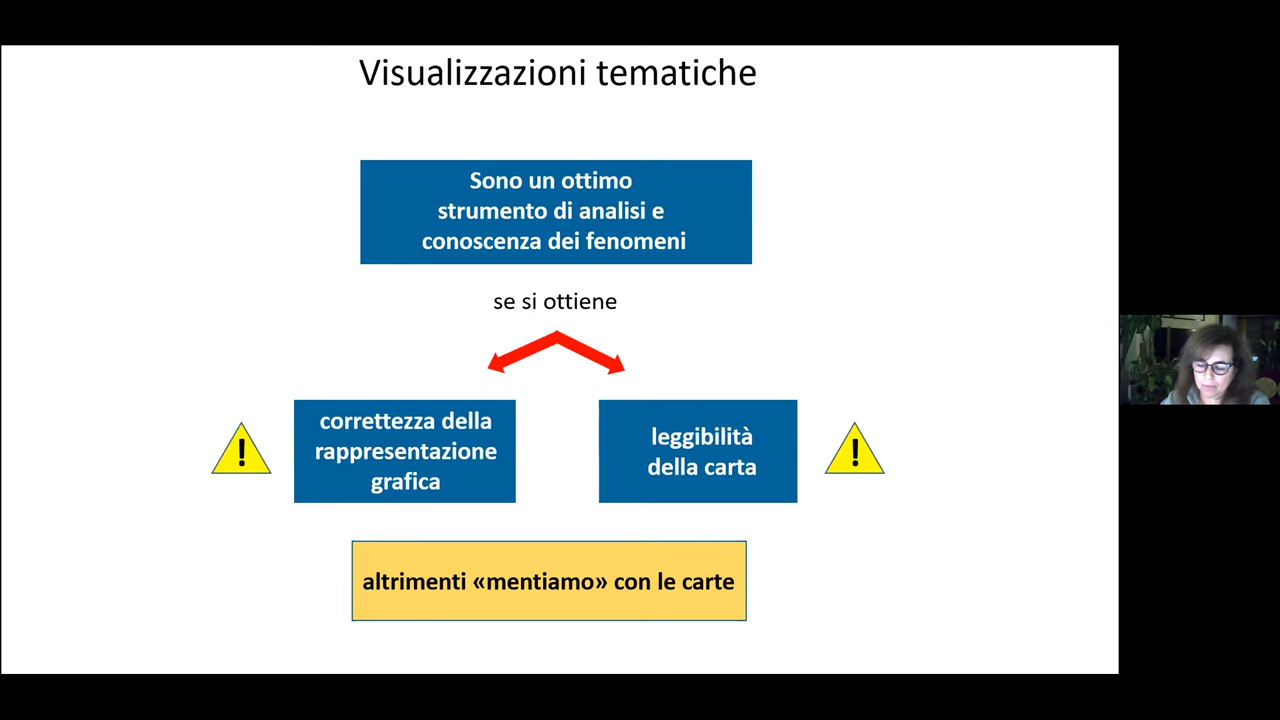 Visualizzazioni tematiche
Sono un ottimo
strumento di analisi e
conoscenza dei fenomeni
se si ottiene
!
correttezza della
rappresentazione
grafica
leggibilità
della carta
!
altrimenti «mentiamo» con le carte